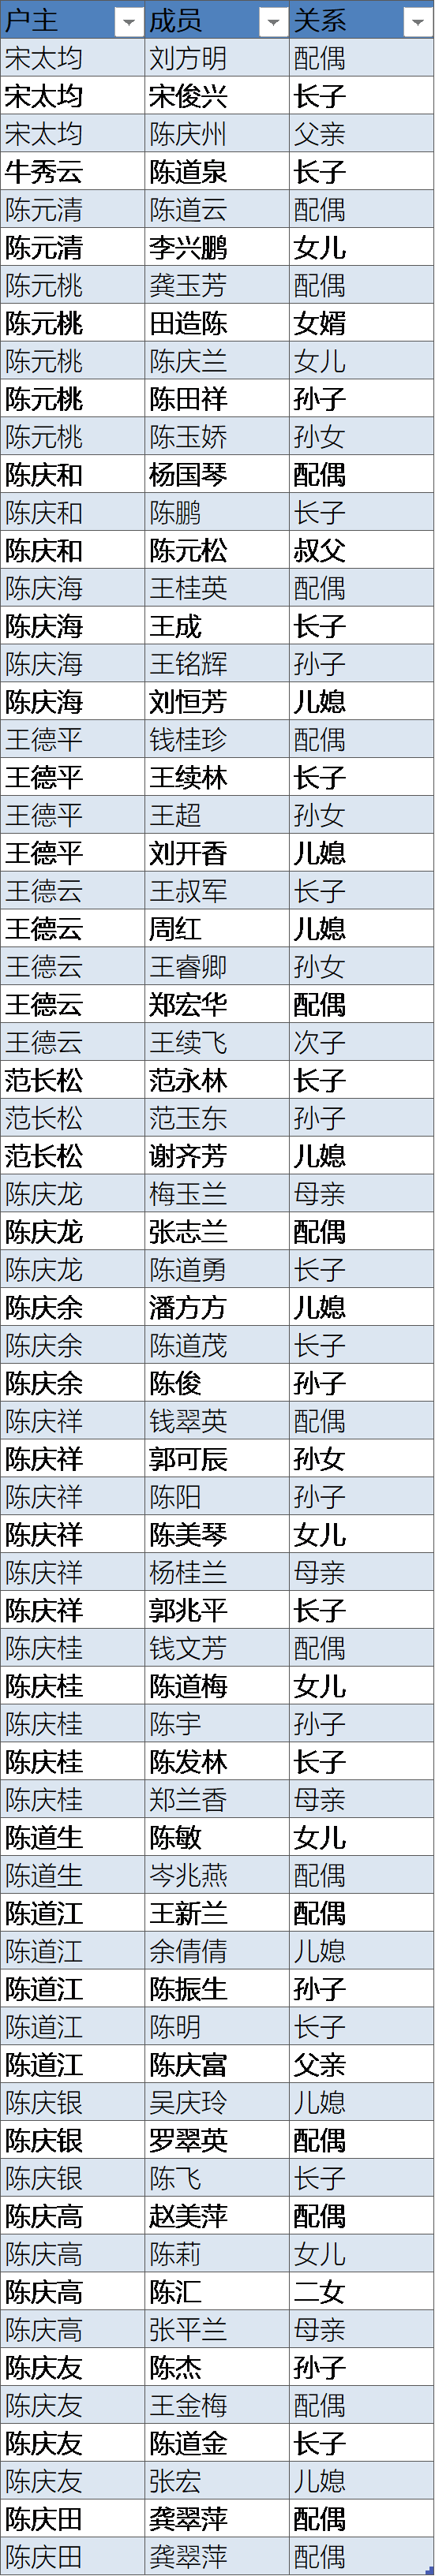 户主 成员 关系
宋太均 刘方明 配偶
宋太均 宋俊兴 长子
宋太均 陈庆州 父亲
牛秀云 陈道泉 长子
陈元清 陈道云 配偶
陈元清 李兴鹏 女儿
陈元桃 龚玉芳 配偶
陈元桃 田造陈 女婿
陈元桃 陈庆兰 女儿
陈元桃 陈田祥 孙子
陈元桃 陈玉娇 孙女
陈庆和 杨国琴 配偶
陈庆和 陈鹏 长子
陈庆和 陈元松 叔父
陈庆海 王桂英 配偶
陈庆海 王成 长子
陈庆海 王铭辉 孙子
陈庆海 刘恒芳 儿媳
王德平 钱桂珍 配偶
王德平 王续林 长子
王德平 王超 孙女
王德平 刘开香 儿媳
王德云 王叔军 长子
王德云 周红 儿媳
王德云 王睿卿 孙女
王德云 郑宏华 配偶
王德云 王续飞 次子
范长松 范永林 长子
范长松 范玉东 孙子
范长松 谢齐芳 儿媳
陈庆龙 梅玉兰 母亲
陈庆龙 张志兰 配偶
陈庆龙 陈道勇 长子
陈庆余 潘方方 儿媳
陈庆余 陈道茂 长子
陈庆余 陈俊 孙子
陈庆祥 钱翠英 配偶
陈庆祥 郭可辰 孙女
陈庆祥 陈阳 孙子
陈庆祥 陈美琴 女儿
陈庆祥 杨桂兰 母亲
陈庆祥 郭兆平 长子
陈庆桂 钱文芳 配偶
陈庆桂 陈道梅 女儿
陈庆桂 陈宇 孙子
陈庆桂 陈发林 长子
陈庆桂 郑兰香 母亲
陈道生 陈敏 女儿
陈道生 岑兆燕 配偶
陈道江 王新兰 配偶
陈道江 余倩倩 儿媳
陈道江 陈振生 孙子
陈道江 陈明 长子
陈道江 陈庆富 父亲
陈庆银 吴庆玲 儿媳
陈庆银 罗翠英 配偶
陈庆银 陈飞 长子
陈庆高 赵美萍 配偶
陈庆高 陈莉 女儿
陈庆高 陈汇 二女
陈庆高 张平兰 母亲
陈庆友 陈杰 孙子
陈庆友 王金梅 配偶
陈庆友 陈道金 长子
陈庆友 张宏 儿媳
陈庆田 龚翠萍 配偶
陈庆田 龚翠萍 配偶